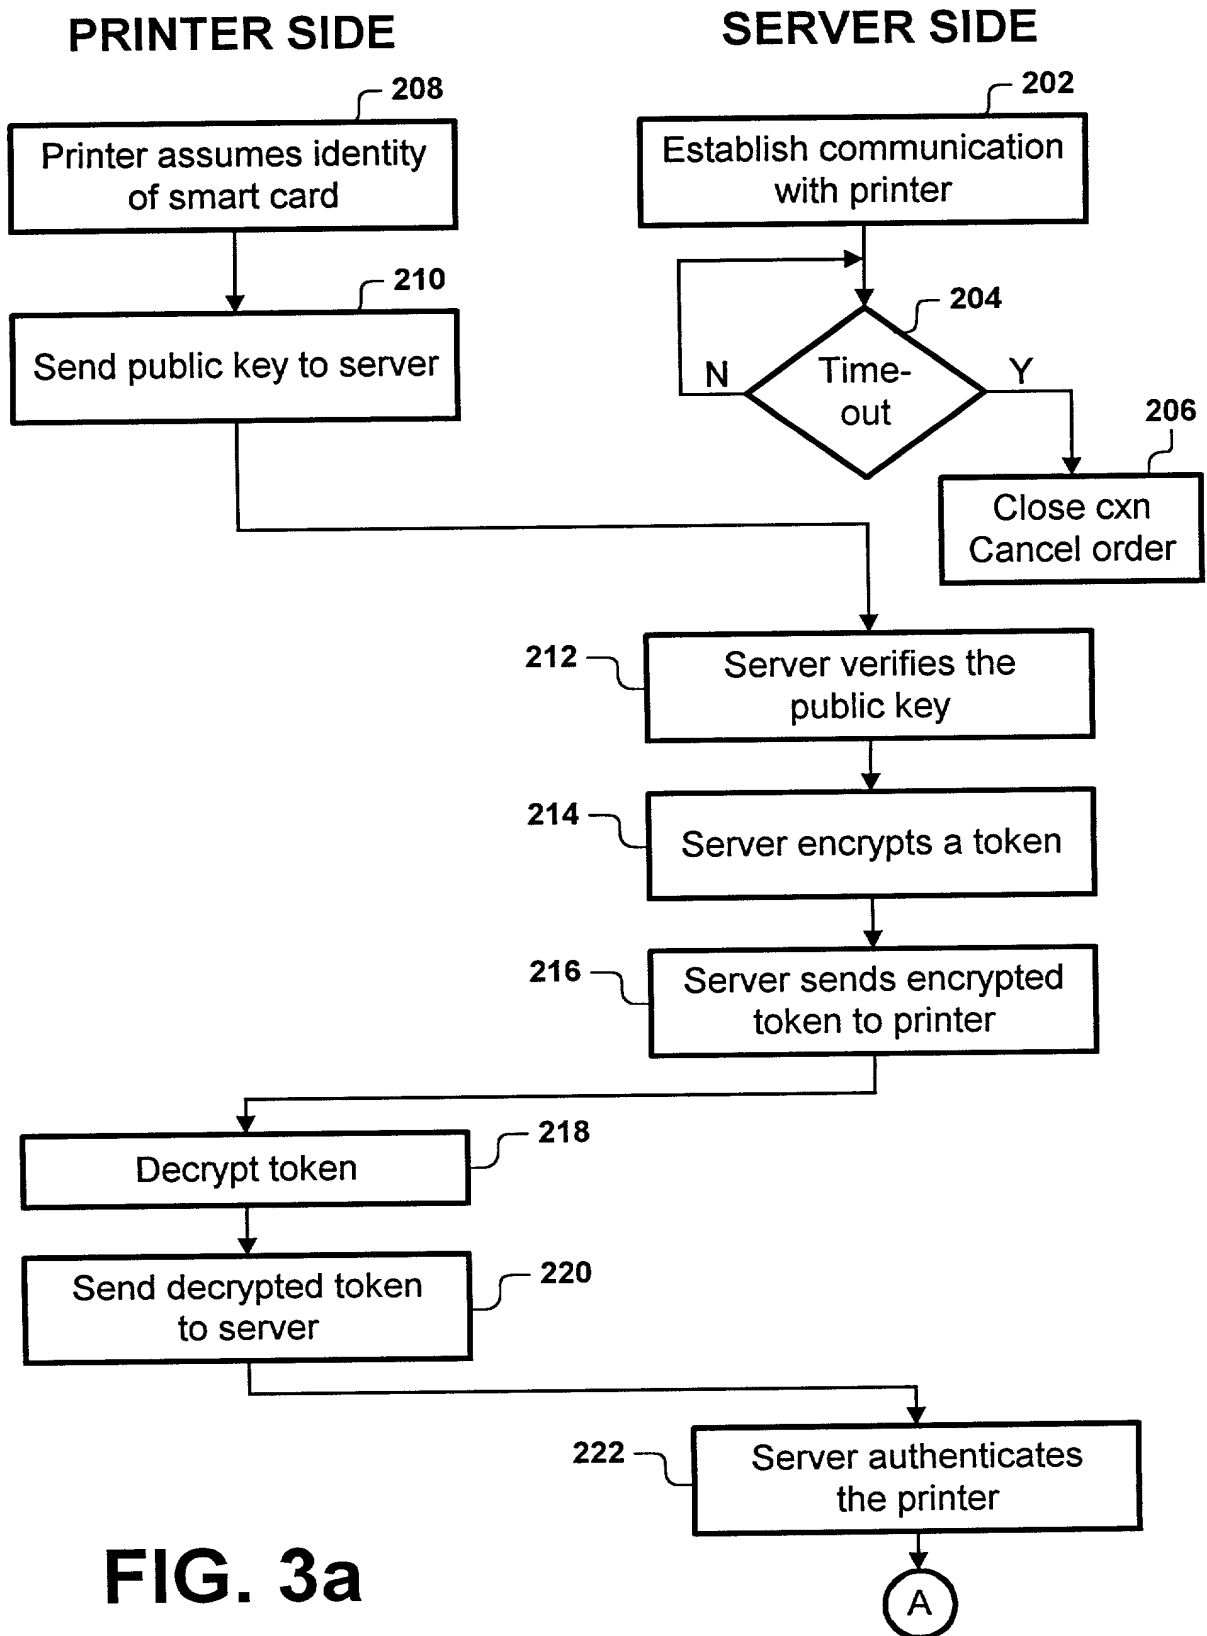 PRINTER SIDE
SERVER SIDE
208
Printer assumes identity
of smart card
202
Establish communication
with printer
210
Send public key to server
204
Time-
out
N
Y
206
Close cxn
Cancel order
212
Server verifies the
public key
214
Server encrypts a token
216
Server sends encrypted
token to printer
218
Decrypt token
220
Send decrypted token
to server
222
Server authenticates
the printer
A
FIG. 3a